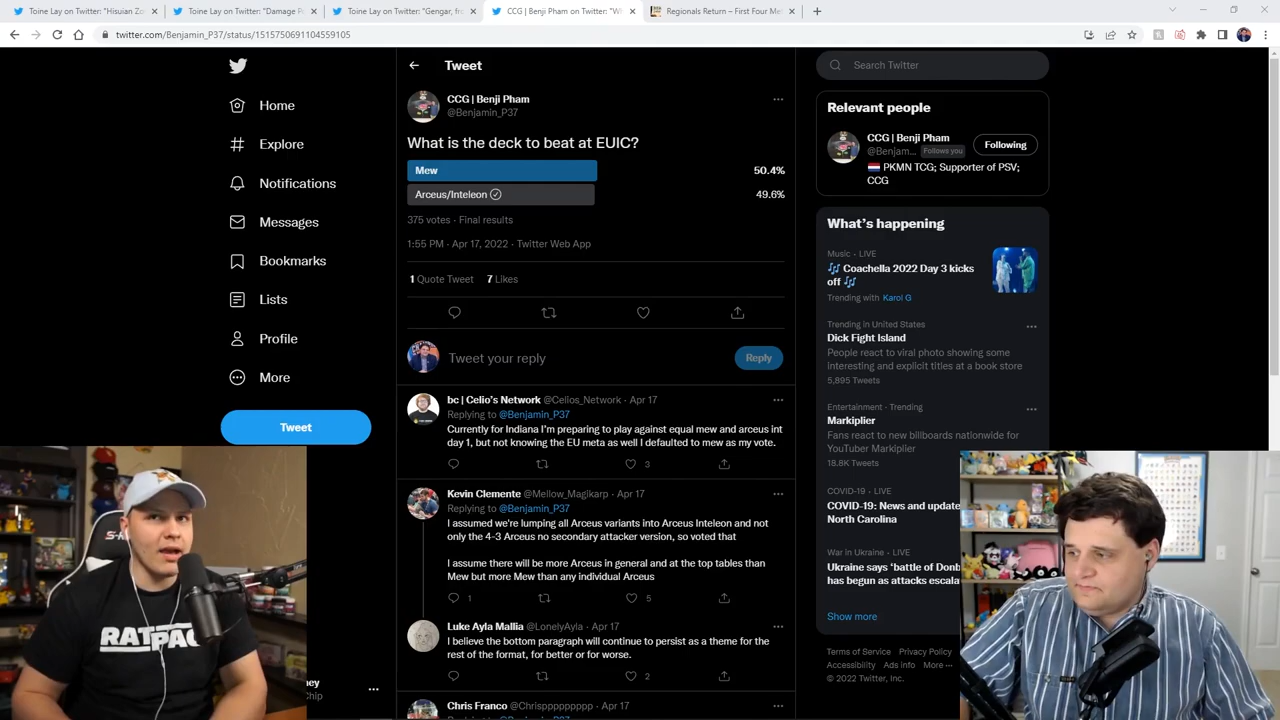 Toine Lay on Twitter: "Hisuian Zo
Toine Lay on Twitter: "Damage P
Toine Lay on Twitter: "Gengar, fro
CCG | Benji Pham on Twitter: "W
Regionals Return – First Four Me
twitter.com/Benjamin_P37/status/1515750691104559105
Home
Explore
Notifications
Messages
Bookmarks
Lists
Profile
More
Tweet
Tweet
CCG | Benji Pham
@Benjamin_P37
What is the deck to beat at EUIC?
Mew 50.4%
Arceus/Inteleon 49.6%
375 votes · Final results
1:55 PM · Apr 17, 2022 · Twitter Web App
1 Quote Tweet 7 Likes
Tweet your reply
Reply
bc | Celio's Network @Celios_Network · Apr 17
Replying to @Benjamin_P37
Currently for Indiana I'm preparing to play against equal mew and arceus int
day 1, but not knowing the EU meta as well I defaulted to mew as my vote.
3
Kevin Clemente @Mellow_Magikarp · Apr 17
Replying to @Benjamin_P37
I assumed we're lumping all Arceus variants into Arceus Inteleon and not
only the 4-3 Arceus no secondary attacker version, so voted that
I assume there will be more Arceus in general and at the top tables than
Mew but more Mew than any individual Arceus
1 5
Luke Ayla Mallia @LonelyAyla · Apr 17
I believe the bottom paragraph will continue to persist as a theme for the
rest of the format, for better or for worse.
2
Chris Franco @Chrisppppppppp · Apr 17
Search Twitter
Relevant people
CCG | Benji Pham
@Benjam... Follows you
Following
PKMN TCG; Supporter of PSV;
CCG
What's happening
Music · LIVE
Coachella 2022 Day 3 kicks
off
Trending with Karol G
Trending in United States
Dick Fight Island
People react to viral photo showing some
interesting and explicit titles at a book store
5,895 Tweets
Entertainment · Trending
Markiplier
Fans react to new billboards nationwide for
YouTuber Markiplier
18.8K Tweets
COVID-19 · LIVE
COVID-19: News and update
North Carolina
War in Ukraine · LIVE
Ukraine says 'battle of Donb
has begun as attacks escala
Show more
Terms of Service Privacy Policy
Accessibility Ads info More
© 2022 Twitter, Inc.
ney
Chip
RATPAC